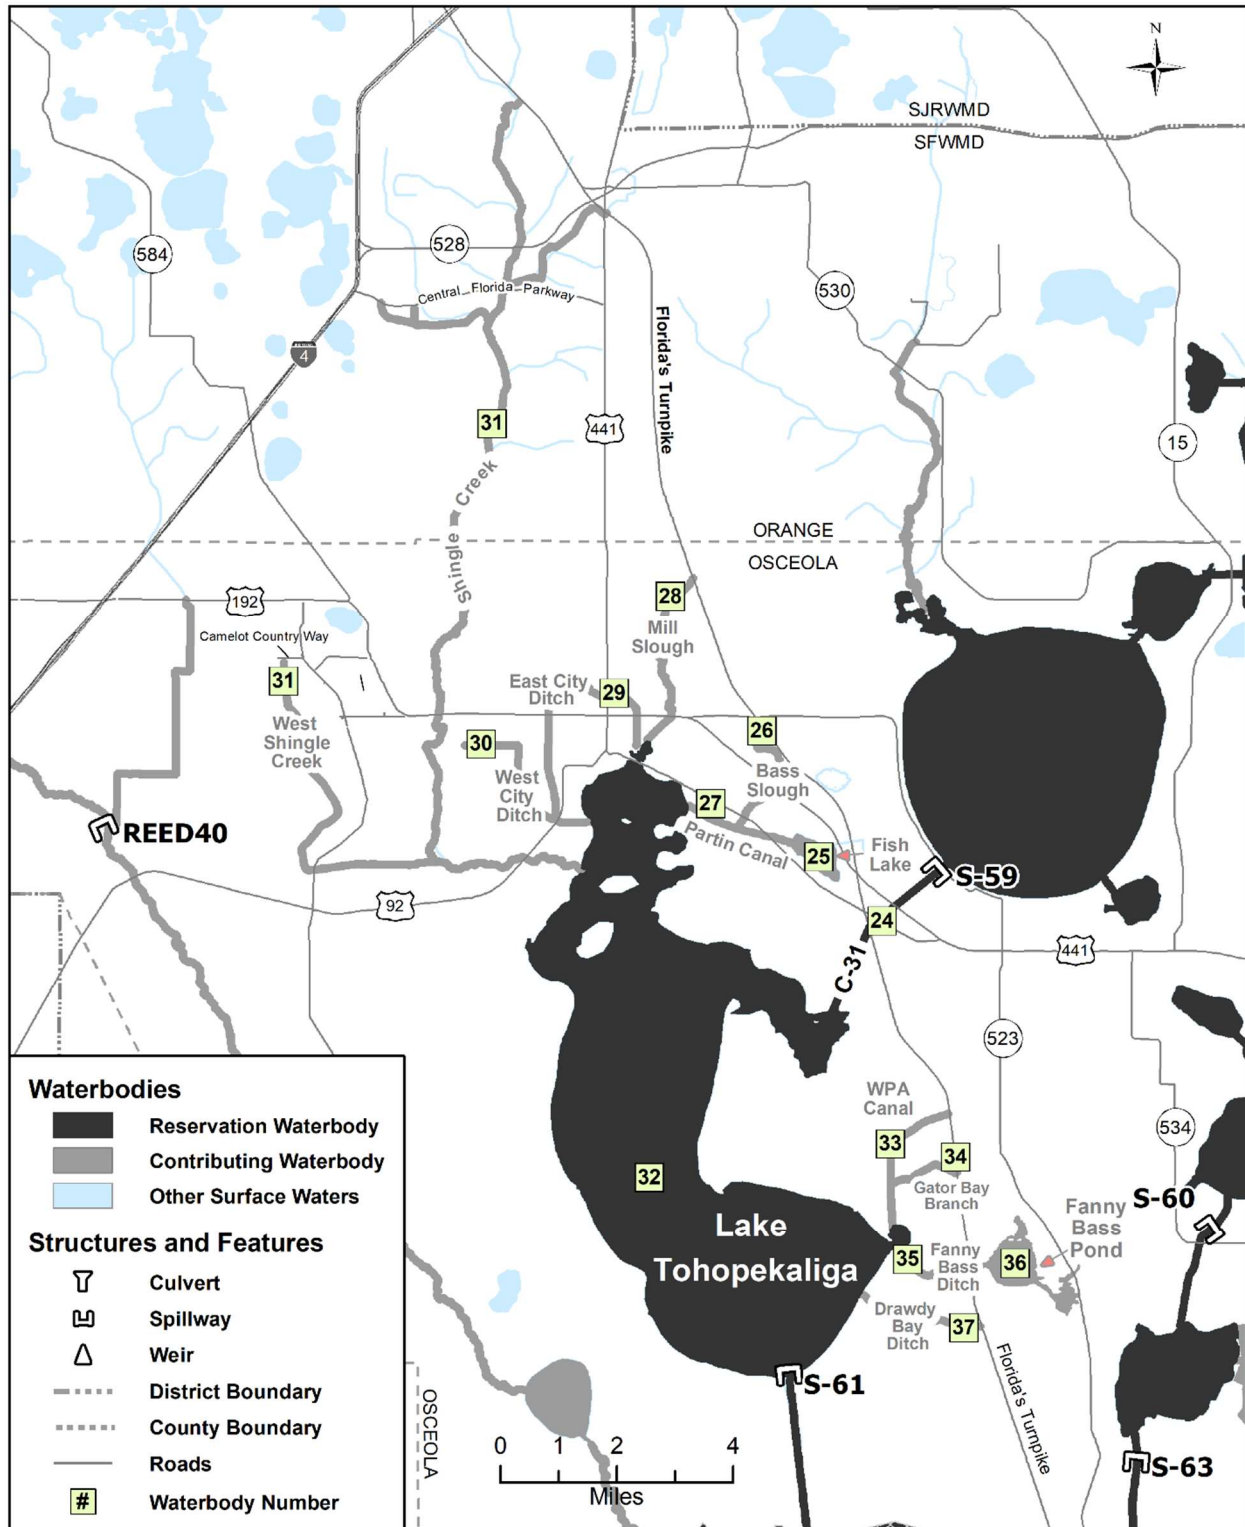 N
SJRWMD
SFWMD
584
528
Central Florida Parkway
530
4
Florida's Turnpike
31
441
15
Shingle Creek
ORANGE
OSCEOLA
192
28
Mill
Slough
Camelot Country Way
31
East City
Ditch
29
West
Shingle
Creek
30
26
West
City
Ditch
Bass
Slough
27
REED40
Partin Canal
25
Fish
Lake
S-59
92
24
441
C-31
523
WPA
Canal
33
534
34
32
Gator Bay
Branch
S-60
Fanny
Bass
Pond
Lake
Tohopekaliga
35
Fanny
Bass
Ditch
36
Drawdy
Bay
Ditch
37
Florida's Turnpike
S-61
OSCEOLA
S-63
0 1 2 4
Miles
Waterbodies
Reservation Waterbody
Contributing Waterbody
Other Surface Waters
Structures and Features
Culvert
Spillway
Weir
District Boundary
County Boundary
Roads
# Waterbody Number